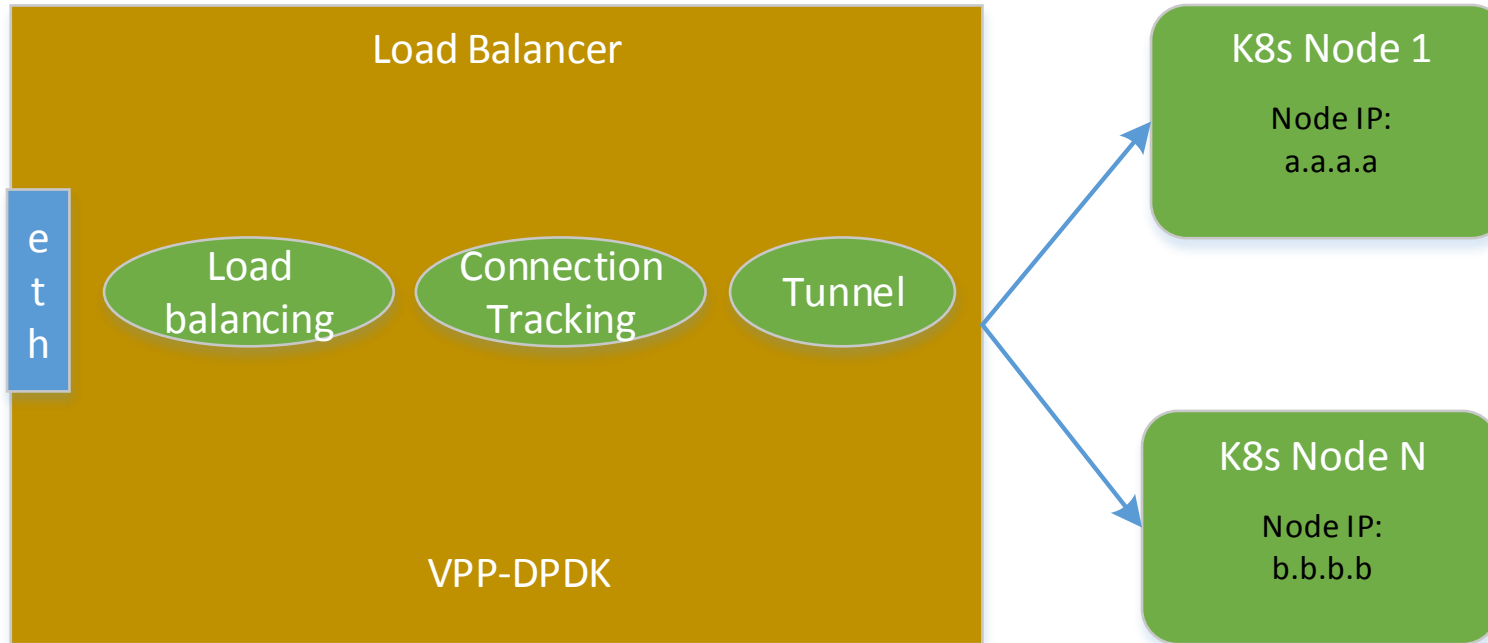 Load Balancer
e
t
h
Load
balancing
Connection
Tracking
Tunnel
VPP-DPDK
K8s Node 1
Node IP:
a.a.a.a
K8s Node N
Node IP:
b.b.b.b